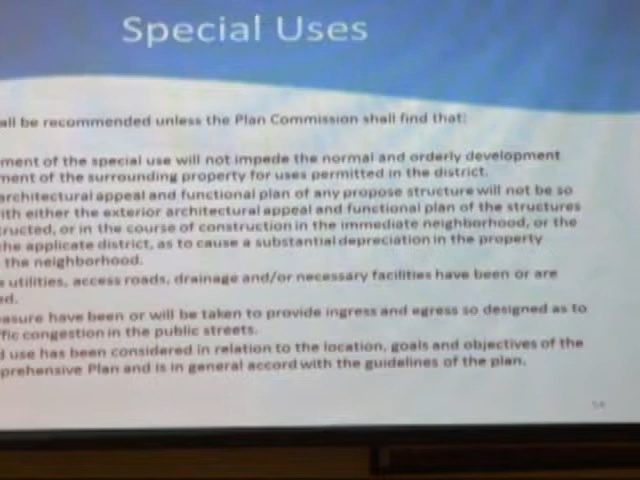 Special Uses
all be recommended unless the Plan Commission shall find that:
ment of the special use will not impede the normal and orderly development
ment of the surrounding property for uses permitted in the district.
architectural appeal and functional plan of any propose structure will not be so
ith either the exterior architectural appeal and functional plan of the structures
tructed, or in the course of construction in the immediate neighborhood, or the
he applicate district, as to cause a substantial depreciation in the property
the neighborhood.
s utilities, access roads, drainage and/or necessary facilities have been or are
ed.
easure have been or will be taken to provide ingress and egress so designed as to
ffic congestion in the public streets.
d use has been considered in relation to the location, goals and objectives of the
prehensive Plan and is in general accord with the guidelines of the plan.